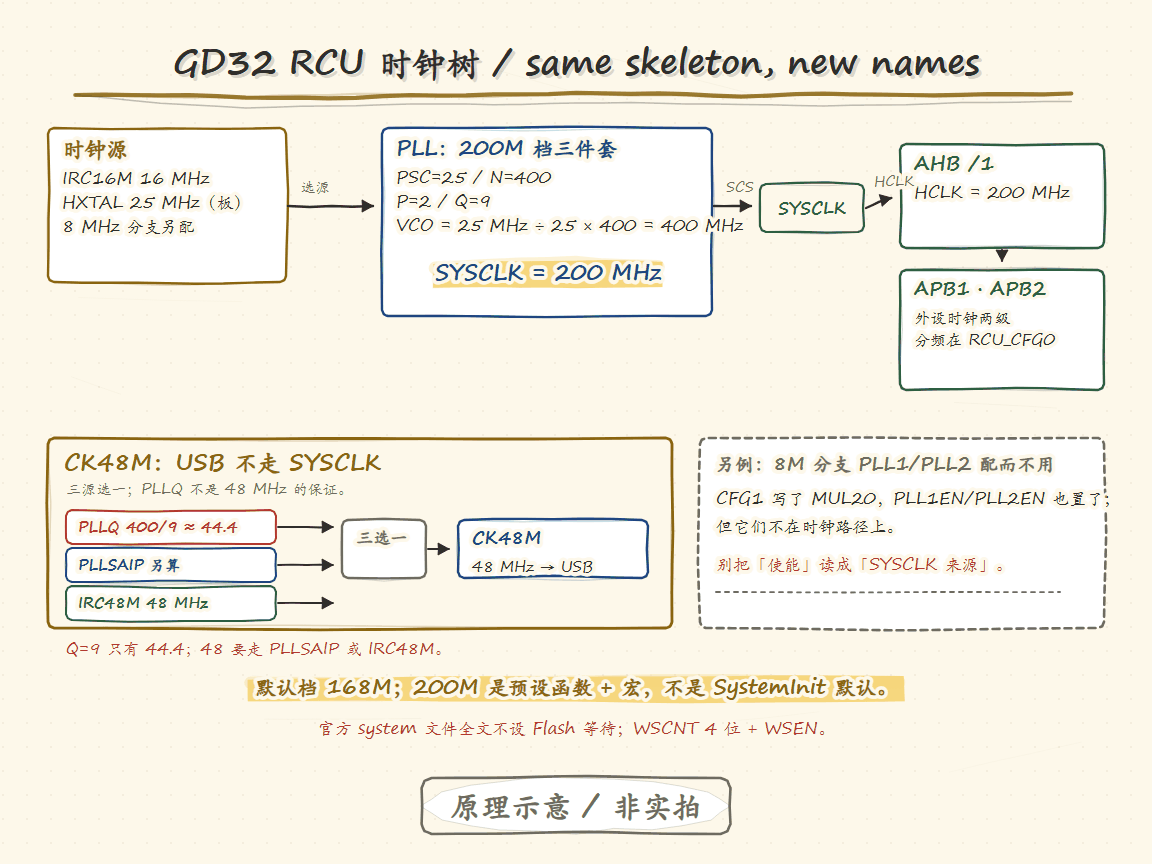 GD32 RCU 时钟树 / same skeleton, new names
时钟源
IRC16M 16 MHz
HXTAL 25 MHz（板）
8 MHz 分支另配
选源
PLL：200M 档三件套
PSC=25 / N=400
P=2 / Q=9
VCO = 25 MHz ÷ 25 × 400 = 400 MHz
SYSCLK = 200 MHz
SCS
SYSCLK
HCLK
AHB /1
HCLK = 200 MHz
APB1 · APB2
外设时钟两级
分频在 RCU_CFG0
CK48M：USB 不走 SYSCLK
三源选一；PLLQ 不是 48 MHz 的保证。
PLLQ 400/9 ≈ 44.4
PLLSAIP 另算
IRC48M 48 MHz
三选一
CK48M
48 MHz → USB
Q=9 只有 44.4；48 要走 PLLSAIP 或 IRC48M。
另例：8M 分支 PLL1/PLL2 配而不用
CFG1 写了 MUL20，PLL1EN/PLL2EN 也置了；
但它们不在时钟路径上。
别把「使能」读成「SYSCLK 来源」。
默认档 168M；200M 是预设函数 + 宏，不是 SystemInit 默认。
官方 system 文件全文不设 Flash 等待；WSCNT 4 位 + WSEN。
原理示意 / 非实拍